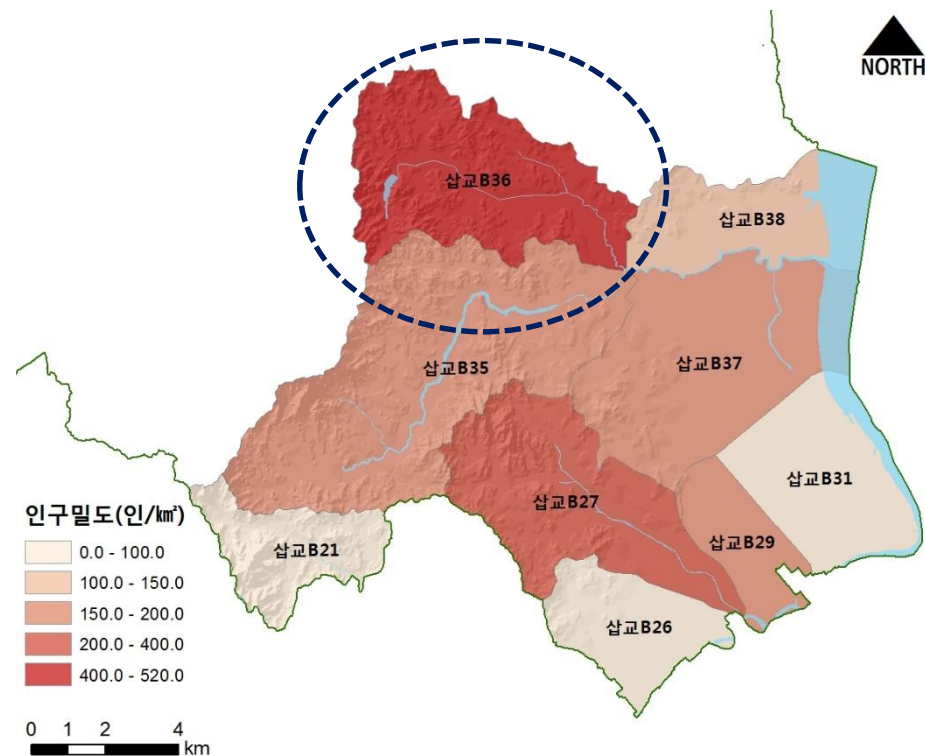 NORTH
삽교B36
삽교B38
삽교B35
삽교B37
삽교B31
삽교B27
삽교B29
삽교B21
삽교B26
인구밀도(인/㎢)
0.0 - 100.0
100.0 - 150.0
150.0 - 200.0
200.0 - 400.0
400.0 - 520.0
0 1 2 4
km